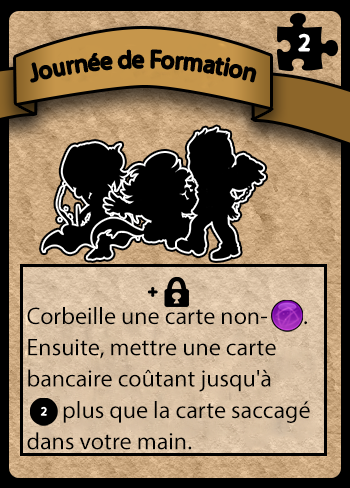 2
Journée de Formation
+
Corbeille une carte non- .
Ensuite, mettre une carte
bancaire coûtant jusqu'à
2 plus que la carte saccagé
dans votre main.